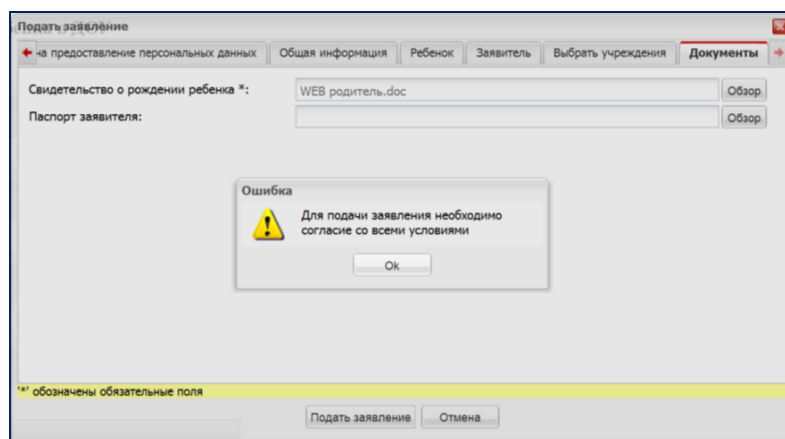 Подать заявление
на предоставление персональных данных Общая информация Ребенок Заявитель Выбрать учреждения Документы
Свидетельство о рождении ребенка *: WEB родитель.doc Обзор
Паспорт заявителя: Обзор
Ошибка
Для подачи заявления необходимо
согласие со всеми условиями
Ok
'*' обозначены обязательные поля
Подать заявление Отмена